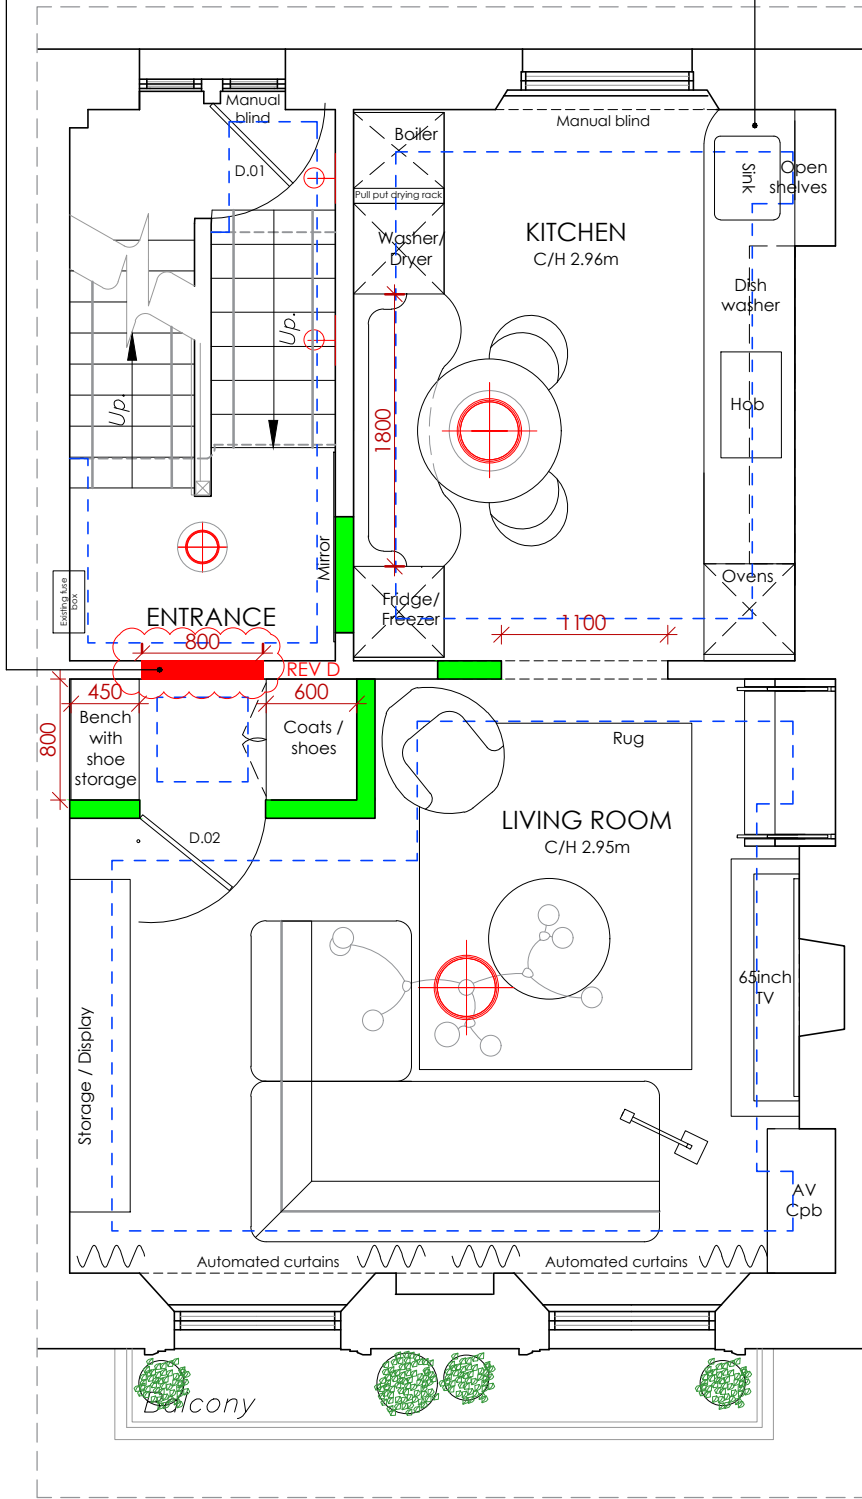 Manual
blind
D.01
Up.
Up.
Mirror
Existing fuse
box
ENTRANCE
800
REV D
Boiler
Pull put drying rack
Washer/
Dryer
1800
Fridge/
Freezer
Manual blind
KITCHEN
C/H 2.96m
Sink
Open
shelves
Dish
washer
Hob
Ovens
1100
450
600
800
Bench
with
shoe
storage
Coats /
shoes
D.02
Rug
LIVING ROOM
C/H 2.95m
65inch
TV
Storage / Display
AV
Cpb
Automated curtains
Automated curtains
Balcony